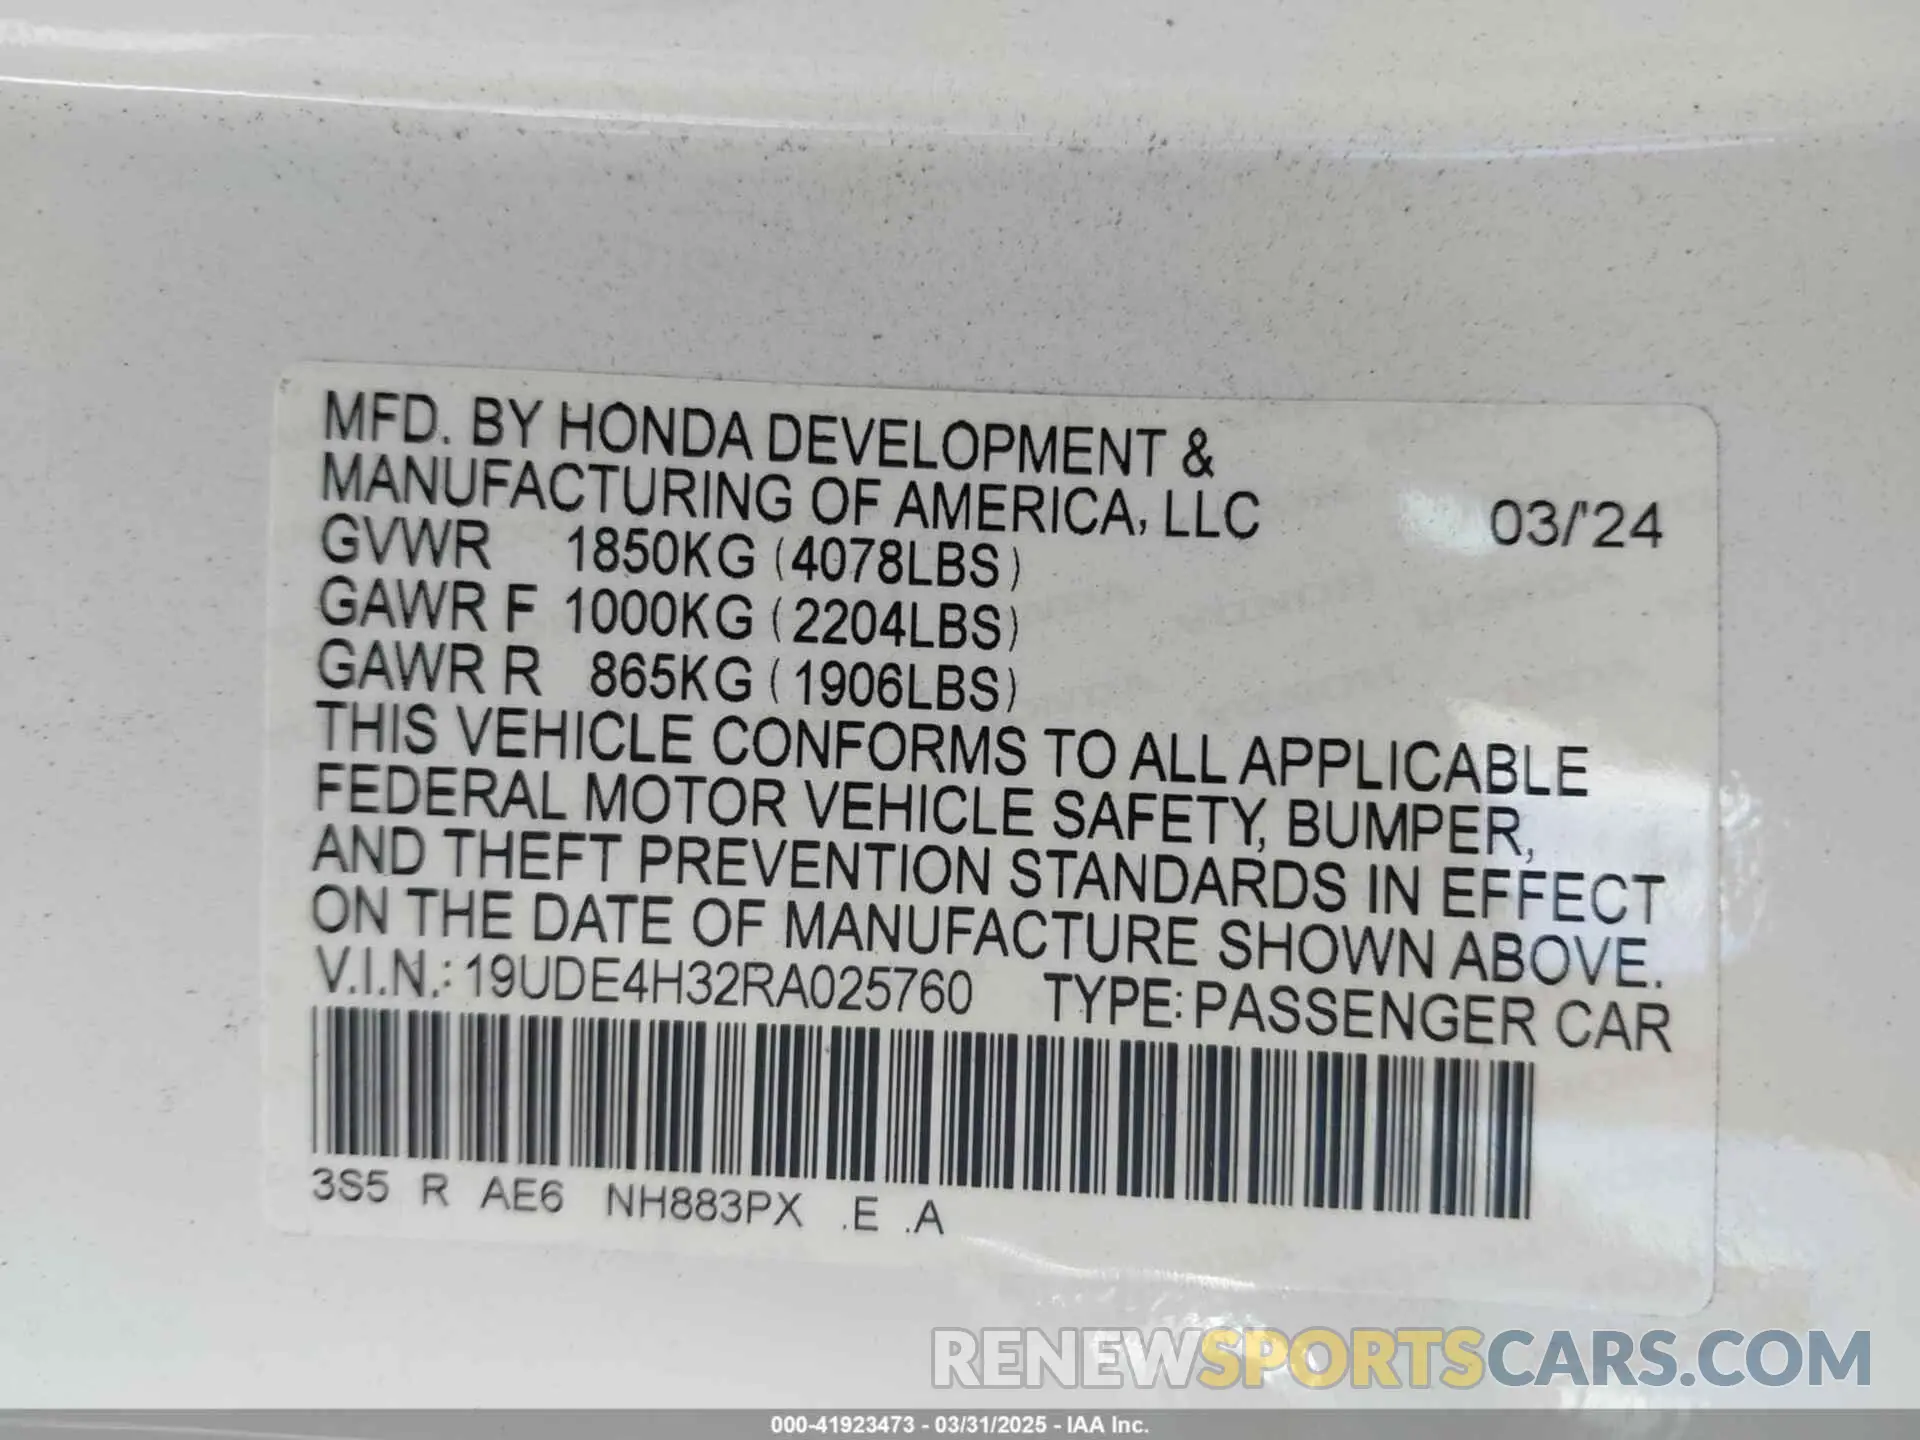 MFD. BY HONDA DEVELOPMENT &
MANUFACTURING OF AMERICA, LLC 03/'24
GVWR 1850KG (4078LBS)
GAWR F 1000KG (2204LBS)
GAWR R 865KG (1906LBS)
THIS VEHICLE CONFORMS TO ALL APPLICABLE
FEDERAL MOTOR VEHICLE SAFETY, BUMPER,
AND THEFT PREVENTION STANDARDS IN EFFECT
ON THE DATE OF MANUFACTURE SHOWN ABOVE.
V.I.N.: 19UDE4H32RA025760 TYPE: PASSENGER CAR
3S5 R AE6 NH883PX .E .A
RENEWSPORTSCARS.COM
000-41923473 - 03/31/2025 - IAA Inc.